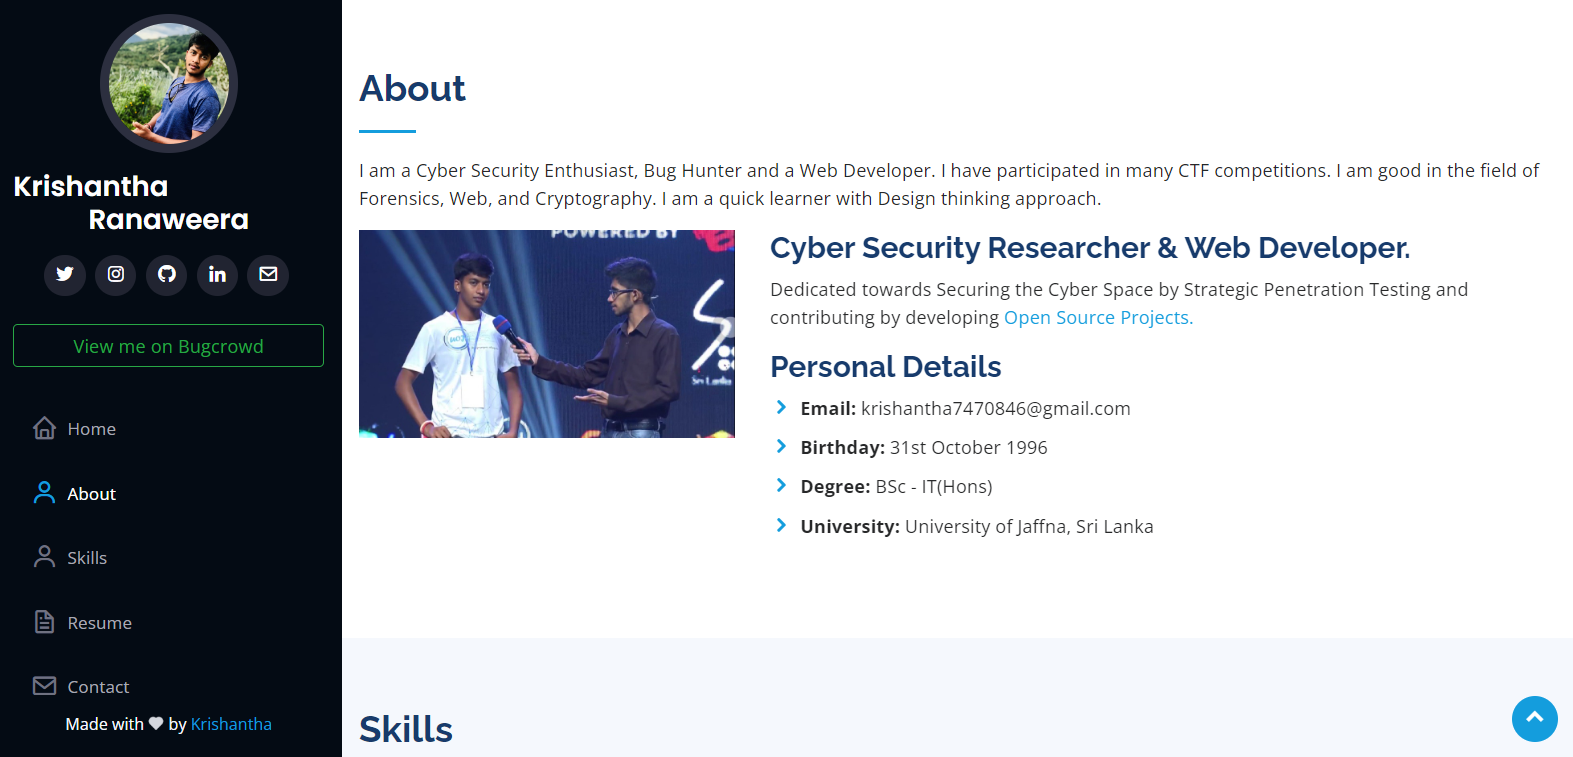 Krishantha
Ranaweera
View me on Bugcrowd
Home
About
Skills
Resume
Contact
Made with by Krishantha
About
I am a Cyber Security Enthusiast, Bug Hunter and a Web Developer. I have participated in many CTF competitions. I am good in the field of
Forensics, Web, and Cryptography. I am a quick learner with Design thinking approach.
POWERED BY
Sri Lanka
Cyber Security Researcher & Web Developer.
Dedicated towards Securing the Cyber Space by Strategic Penetration Testing and
contributing by developing Open Source Projects.
Personal Details
Email: krishantha7470846@gmail.com
Birthday: 31st October 1996
Degree: BSc - IT(Hons)
University: University of Jaffna, Sri Lanka
Skills